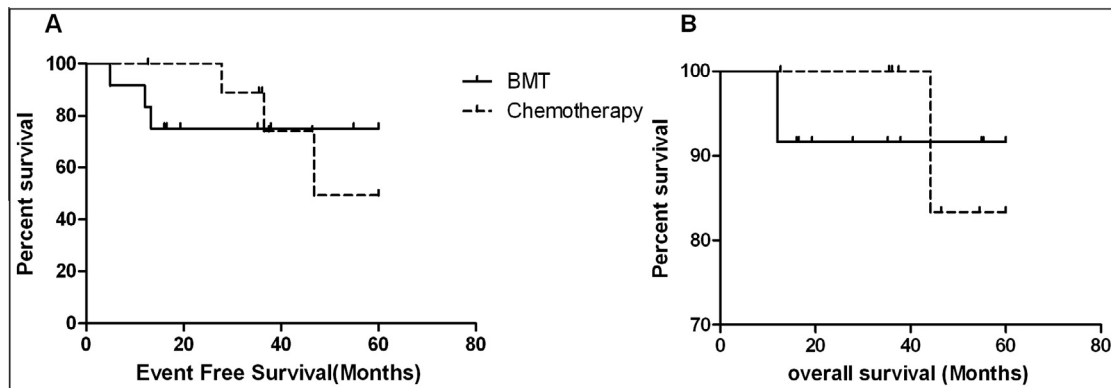 A
Percent survival
100
80
60
40
20
0
0 20 40 60 80
Event Free Survival(Months)
BMT
Chemotherapy
B
Percent survival
100
90
80
70
0 20 40 60 80
overall survival (Months)